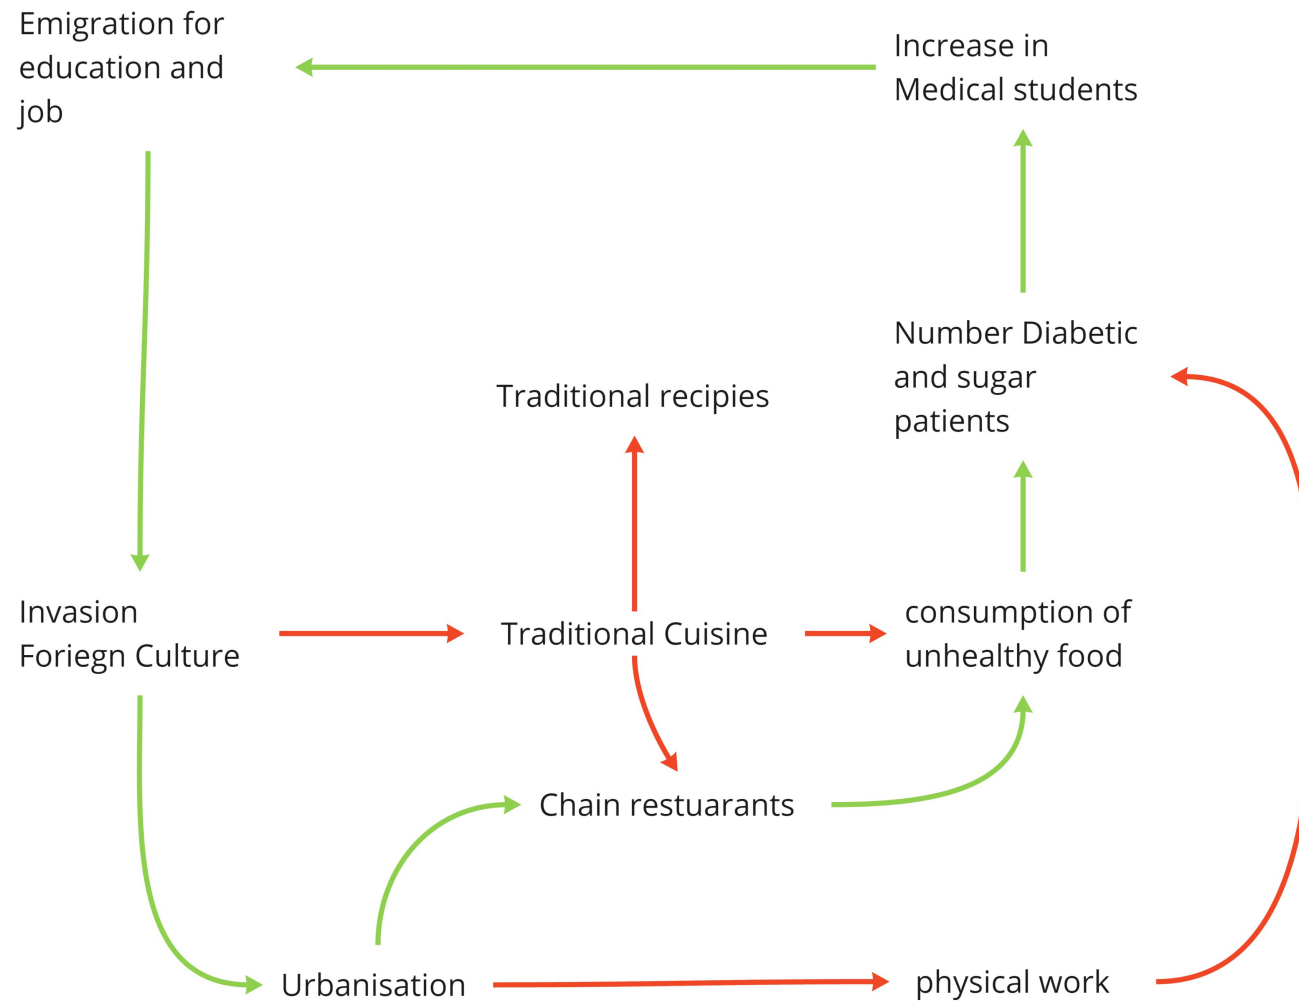 Emigration for
education and
job
Increase in
Medical students
Number Diabetic
and sugar
patients
Traditional recipies
Invasion
Foriegn Culture
Traditional Cuisine
consumption of
unhealthy food
Chain restuarants
Urbanisation
physical work